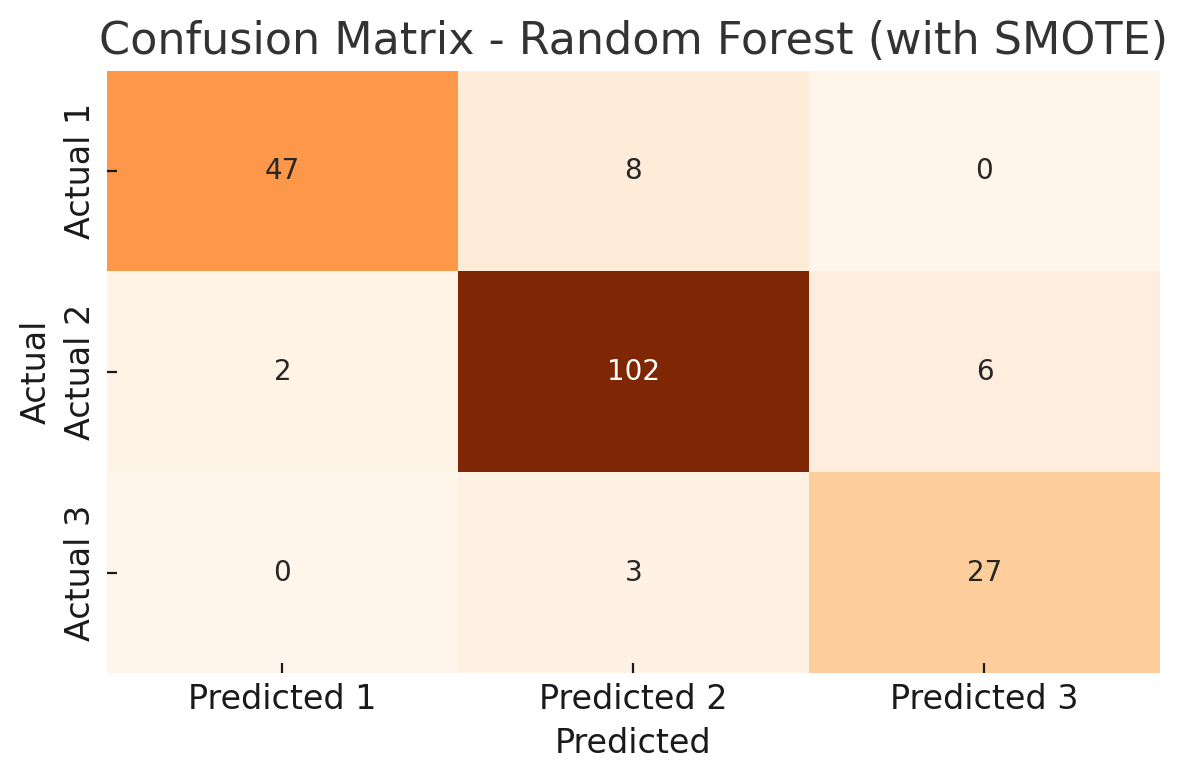 Confusion Matrix - Random Forest (with SMOTE)
Actual
Actual 1
47 8 0
Actual 2
2 102 6
Actual 3
0 3 27
Predicted 1 Predicted 2 Predicted 3
Predicted